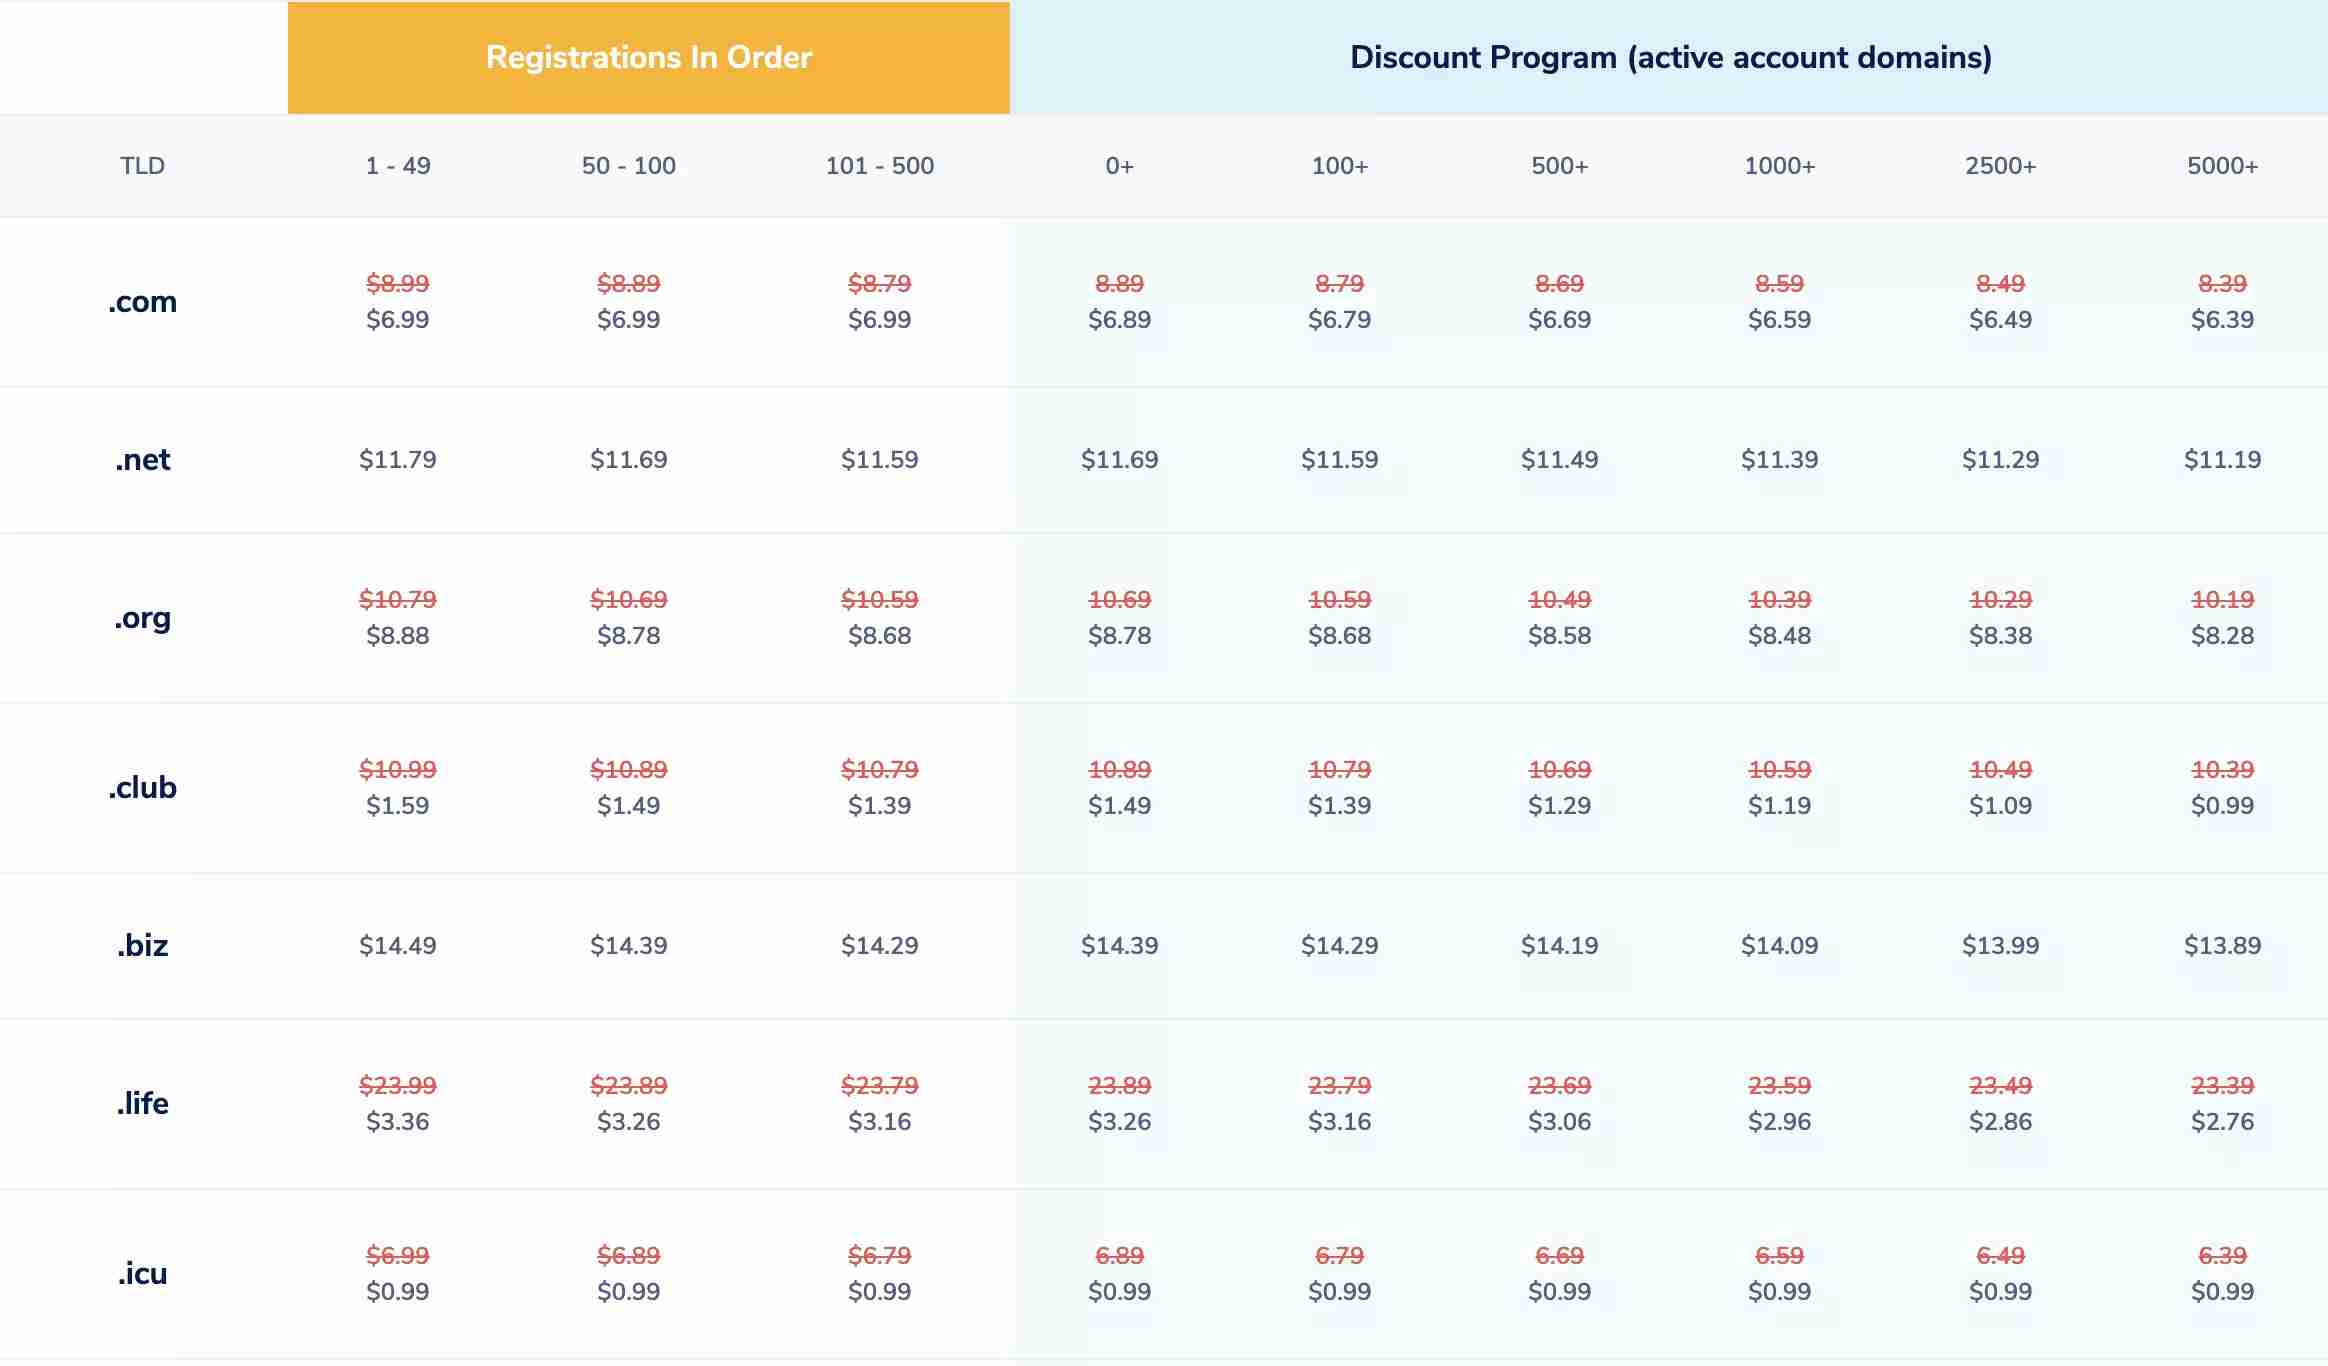 Registrations In Order Discount Program (active account domains)
TLD 1 - 49 50 - 100 101 - 500 0+ 100+ 500+ 1000+ 2500+ 5000+
$8.99 $8.89 $8.79 8.89 8.79 8.69 8.59 8.49 8.39
.com
$6.99 $6.99 $6.99 $6.89 $6.79 $6.69 $6.59 $6.49 $6.39
.net $11.79 $11.69 $11.59 $11.69 $11.59 $11.49 $11.39 $11.29 $11.19
$10.79 $10.69 $10.59 10.69 10.59 10.49 10.39 10.29 10.19
.org
$8.88 $8.78 $8.68 $8.78 $8.68 $8.58 $8.48 $8.38 $8.28
$10.99 $10.89 $10.79 10.89 10.79 10.69 10.59 10.49 10.39
.club
$1.59 $1.49 $1.39 $1.49 $1.39 $1.29 $1.19 $1.09 $0.99
.biz $14.49 $14.39 $14.29 $14.39 $14.29 $14.19 $14.09 $13.99 $13.89
$23.99 $23.89 $23.79 23.89 23.79 23.69 23.59 23.49 23.39
.life
$3.36 $3.26 $3.16 $3.26 $3.16 $3.06 $2.96 $2.86 $2.76
$6.99 $6.89 $6.79 6.89 6.79 6.69 6.59 6.49 6.39
.icu
$0.99 $0.99 $0.99 $0.99 $0.99 $0.99 $0.99 $0.99 $0.99